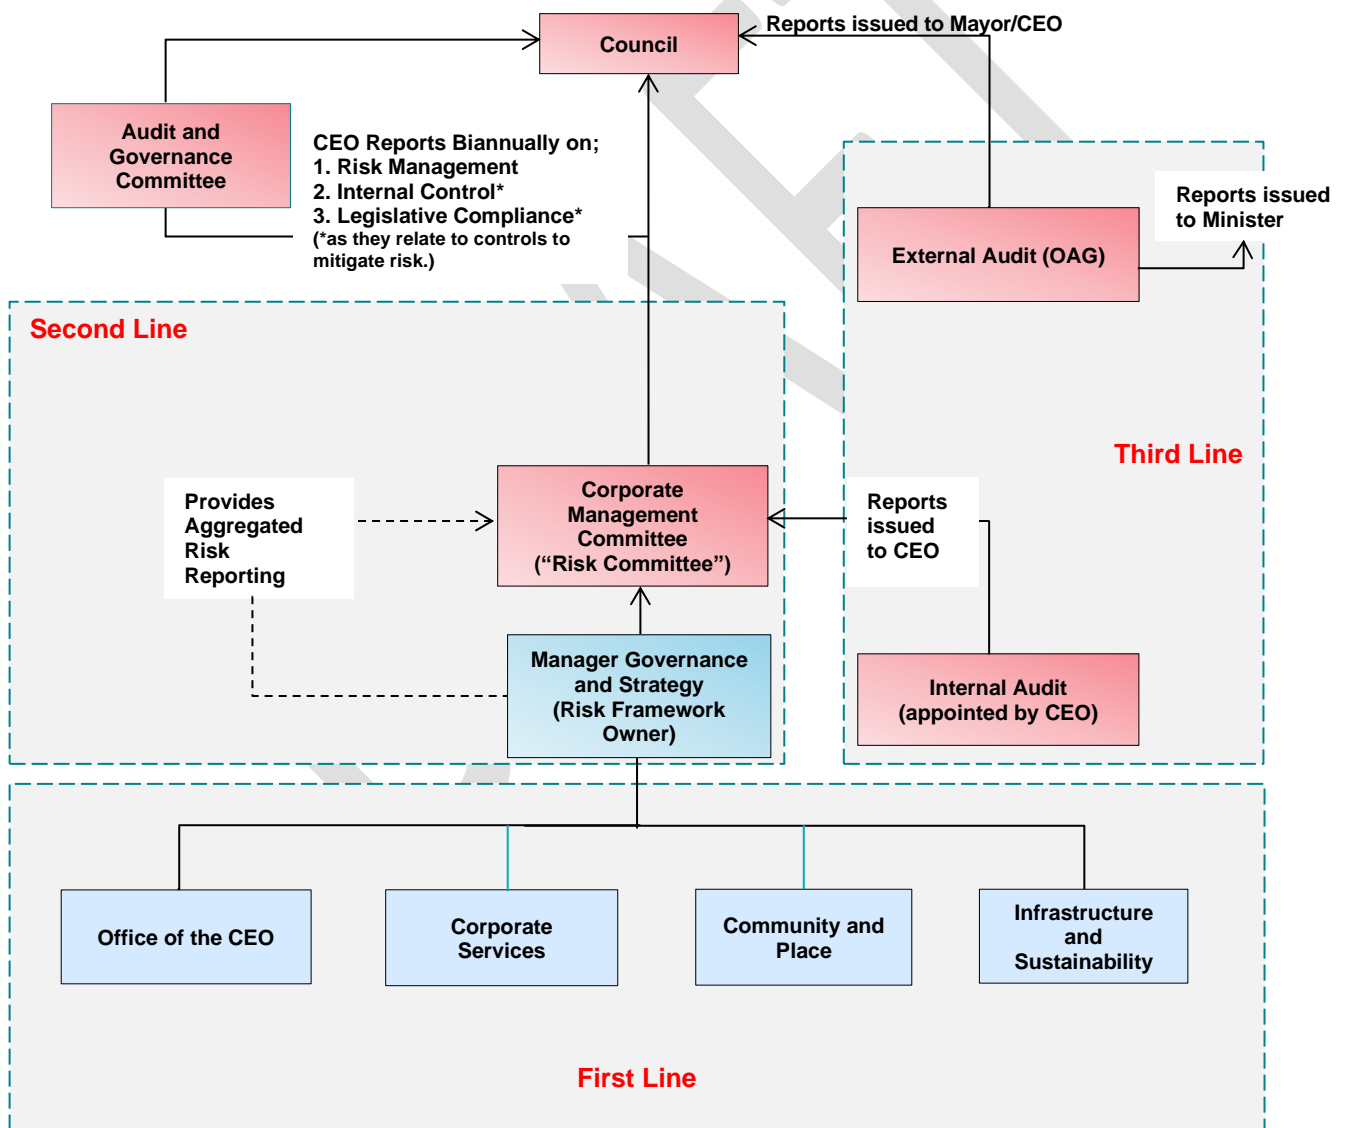 Reports issued to Mayor/CEO
Council
Audit and
Governance
Committee
CEO Reports Biannually on;
1. Risk Management
2. Internal Control*
3. Legislative Compliance*
(*as they relate to controls to
mitigate risk.)
External Audit (OAG)
Reports issued
to Minister
Second Line
Third Line
Provides
Aggregated
Risk
Reporting
Corporate
Management
Committee
(“Risk Committee”)
Reports
issued
to CEO
Manager Governance
and Strategy
(Risk Framework
Owner)
Internal Audit
(appointed by CEO)
Office of the CEO
Corporate
Services
Community and
Place
Infrastructure
and
Sustainability
First Line